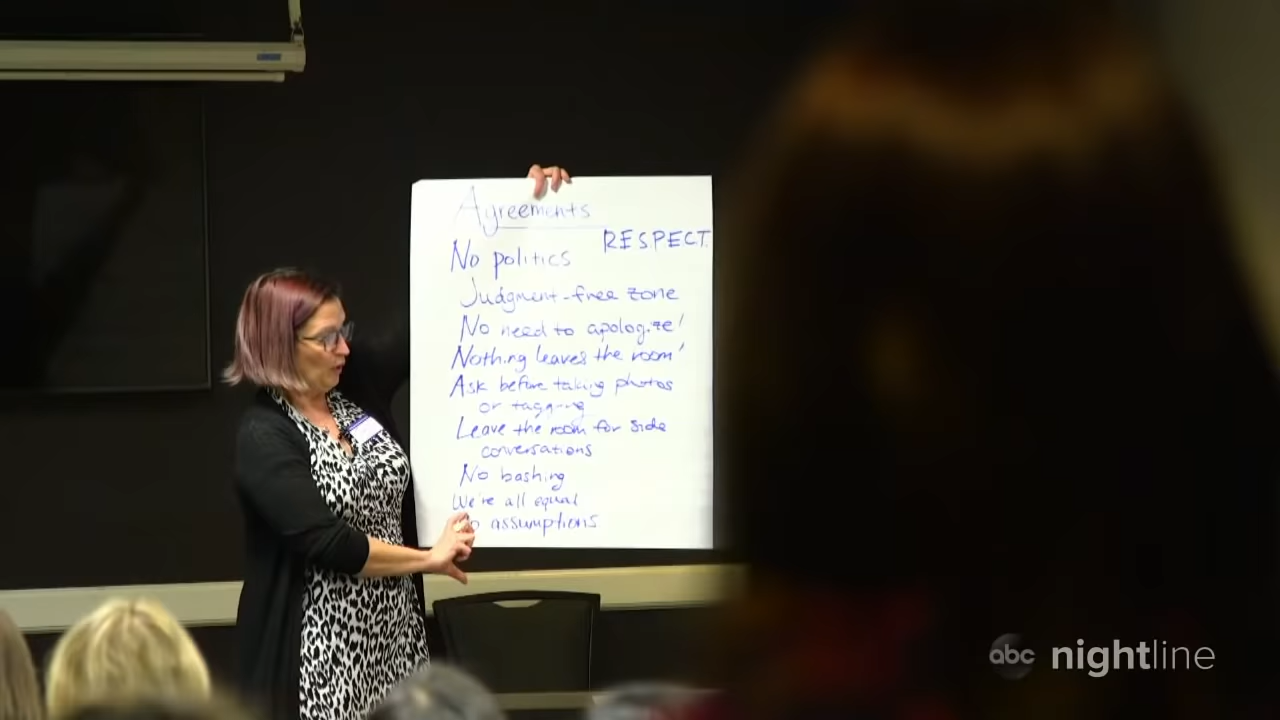 Agreements
RESPECT
No politics
Judgment-free zone
No need to apologize!
Nothing leaves the room!
Ask before taking photos
or tagging
Leave the room for side
conversations
No bashing
We're all equal
assumptions
abc nightline